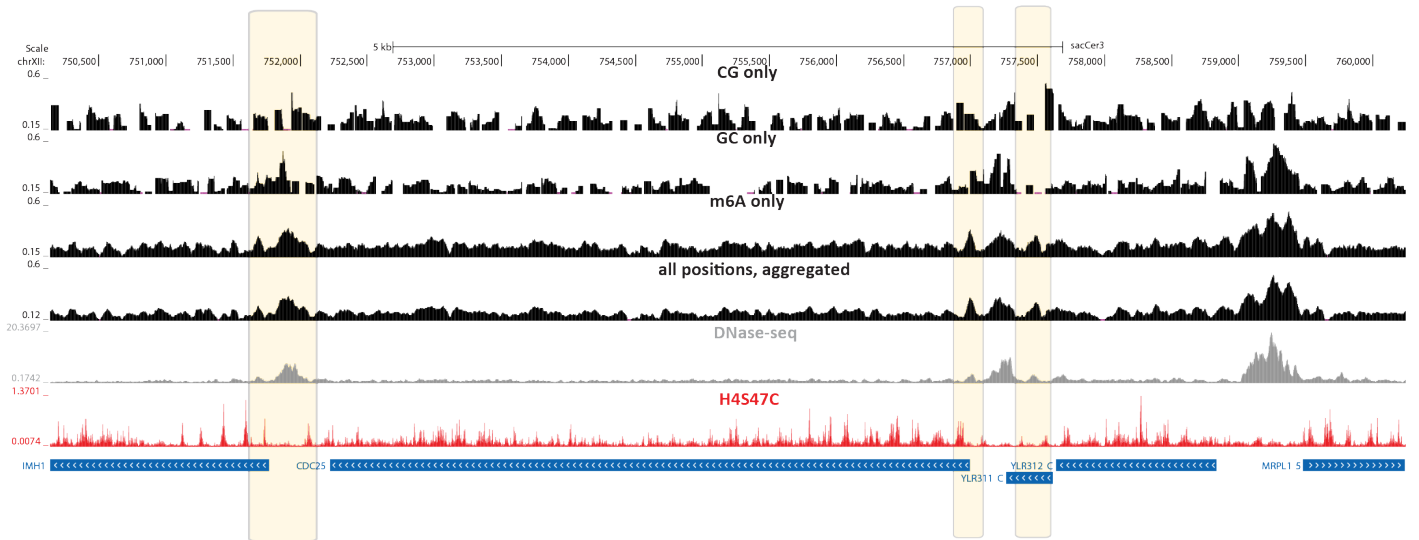 Scale 5 kb sacCer3
chrXII: 750,500 751,000 751,500 752,000 752,500 753,000 753,500 754,000 754,500 755,000 755,500 756,000 756,500 757,000 757,500 758,000 758,500 759,000 759,500 760,000
CG only
0.6 _
0.15 _
GC only
0.6 _
0.15 _
m6A only
0.6 _
0.15 _
all positions, aggregated
0.6 _
0.12 _
DNase-seq
20.3697 _
0.1742 _
H4S47C
1.3701 _
0.0074 _
IMH1 CDC25 YLR312 C MRPL1 5
YLR311 C